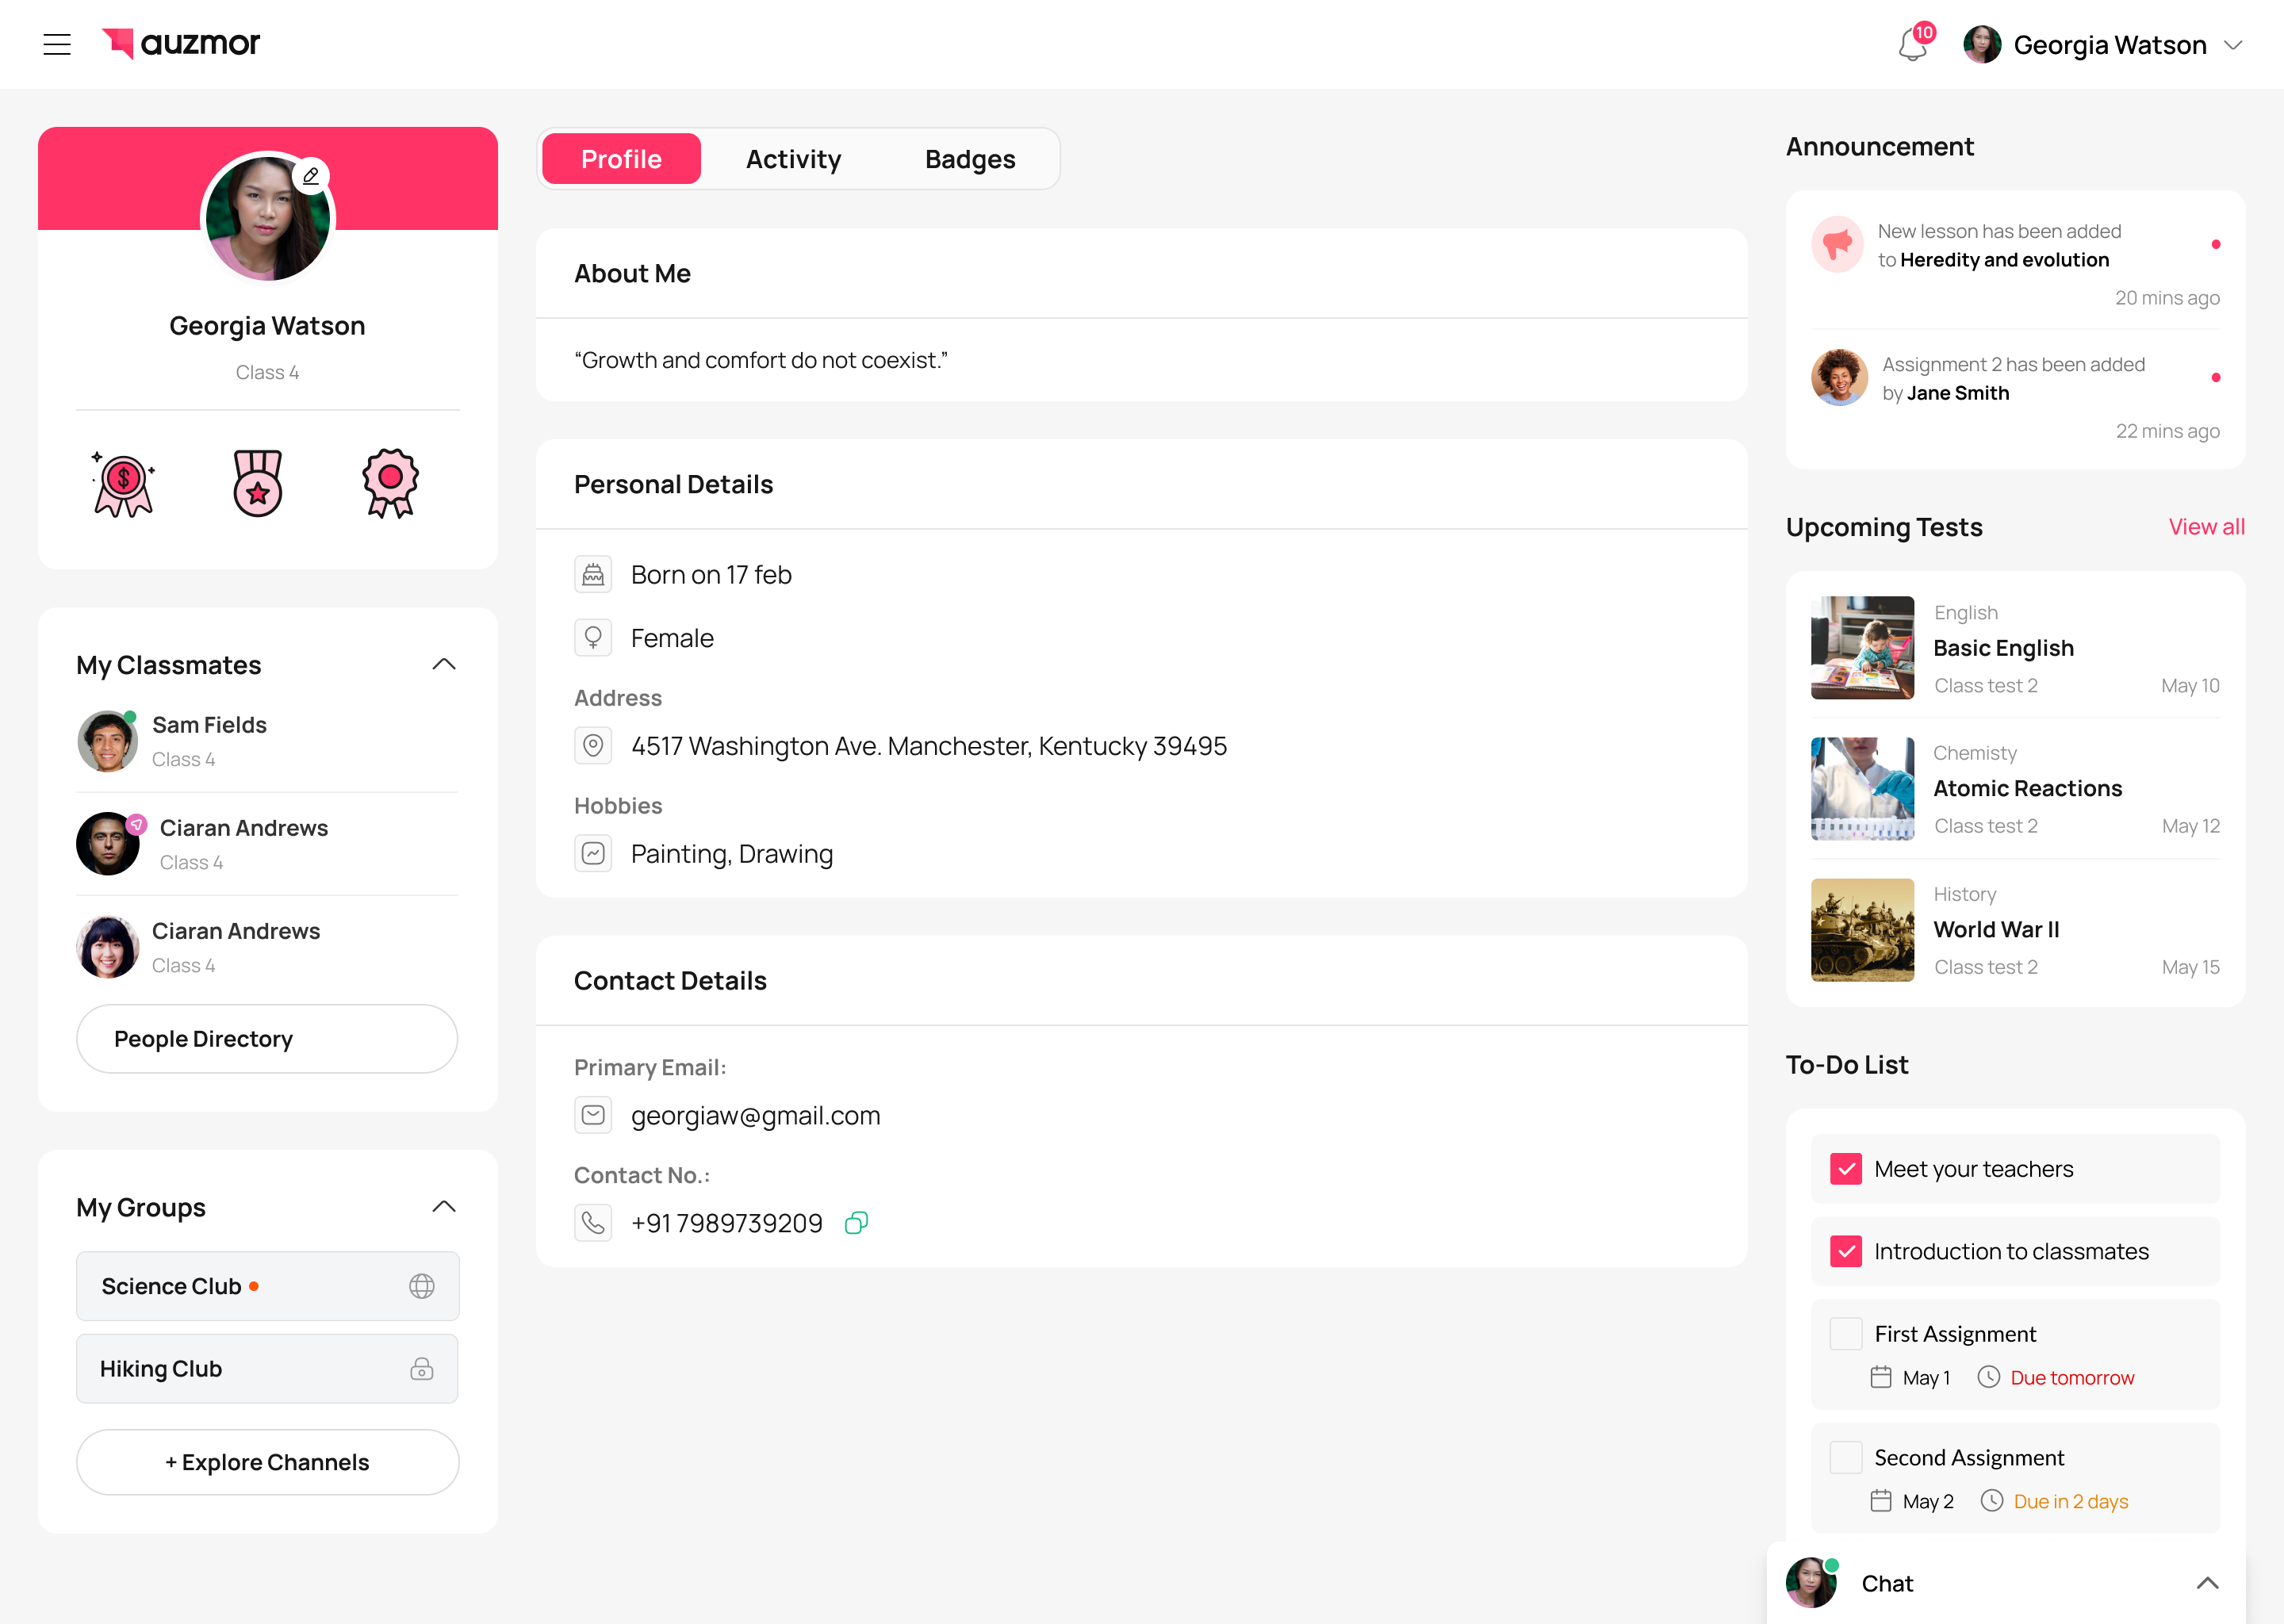 auzmor
10
Georgia Watson
Georgia Watson
Class 4
$
My Classmates
Sam Fields
Class 4
Ciaran Andrews
Class 4
Ciaran Andrews
Class 4
People Directory
My Groups
Science Club
Hiking Club
+ Explore Channels
Profile
Activity
Badges
About Me
“Growth and comfort do not coexist.”
Personal Details
Born on 17 feb
Female
Address
4517 Washington Ave. Manchester, Kentucky 39495
Hobbies
Painting, Drawing
Contact Details
Primary Email:
georgiaw@gmail.com
Contact No.:
+91 7989739209
Announcement
New lesson has been added
to Heredity and evolution
20 mins ago
Assignment 2 has been added
by Jane Smith
22 mins ago
Upcoming Tests
View all
English
Basic English
Class test 2
May 10
Chemisty
Atomic Reactions
Class test 2
May 12
History
World War II
Class test 2
May 15
To-Do List
Meet your teachers
Introduction to classmates
First Assignment
May 1
Due tomorrow
Second Assignment
May 2
Due in 2 days
Chat